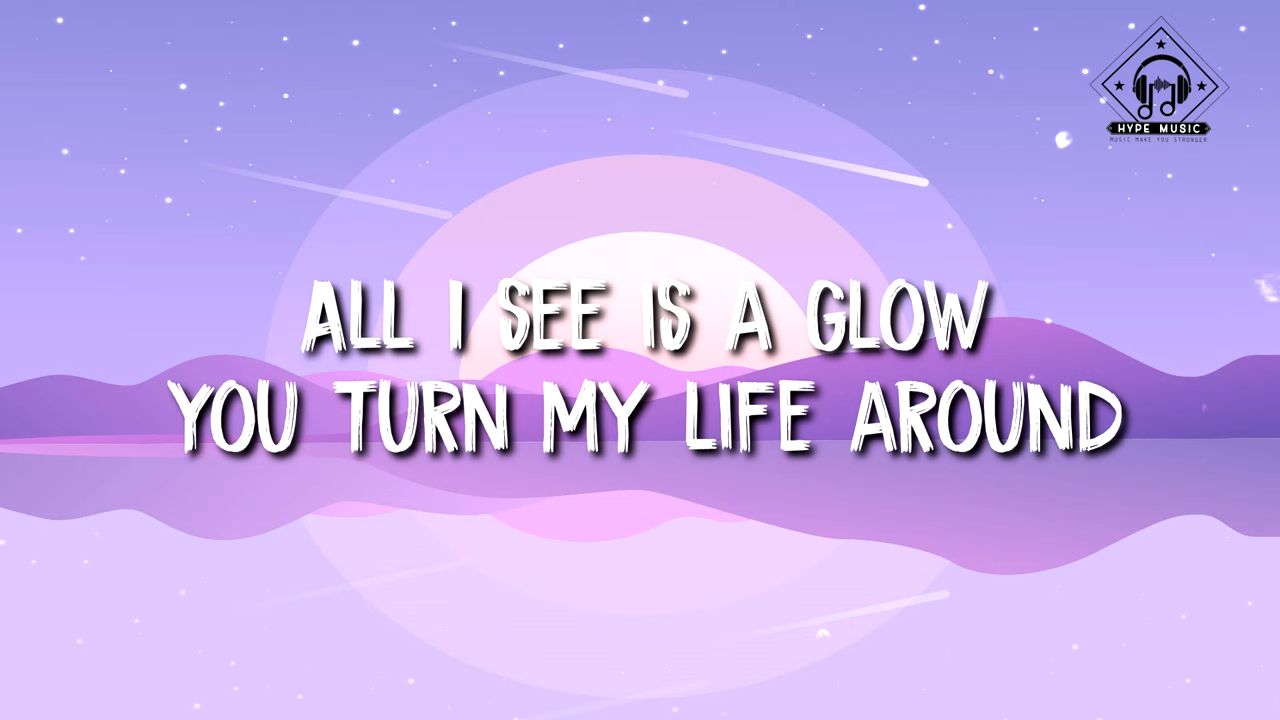 HYPE MUSIC
MUSIC MAKE YOU STRONGER
ALL I SEE IS A GLOW
YOU TURN MY LIFE AROUND